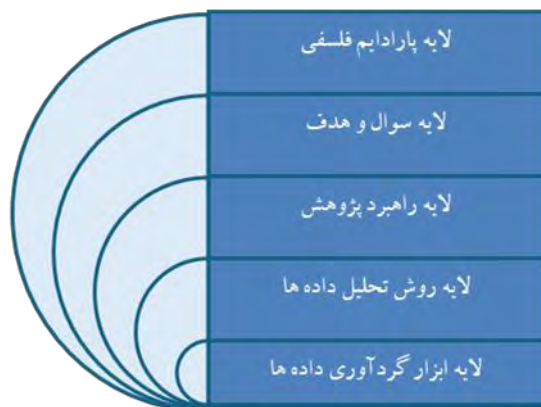 لایه پارادایم فلسفی
لایه سوال و هدف
لایه راهبرد پژوهش
لایه روش تحلیل داده ها
لایه ابزار گردآوری داده ها